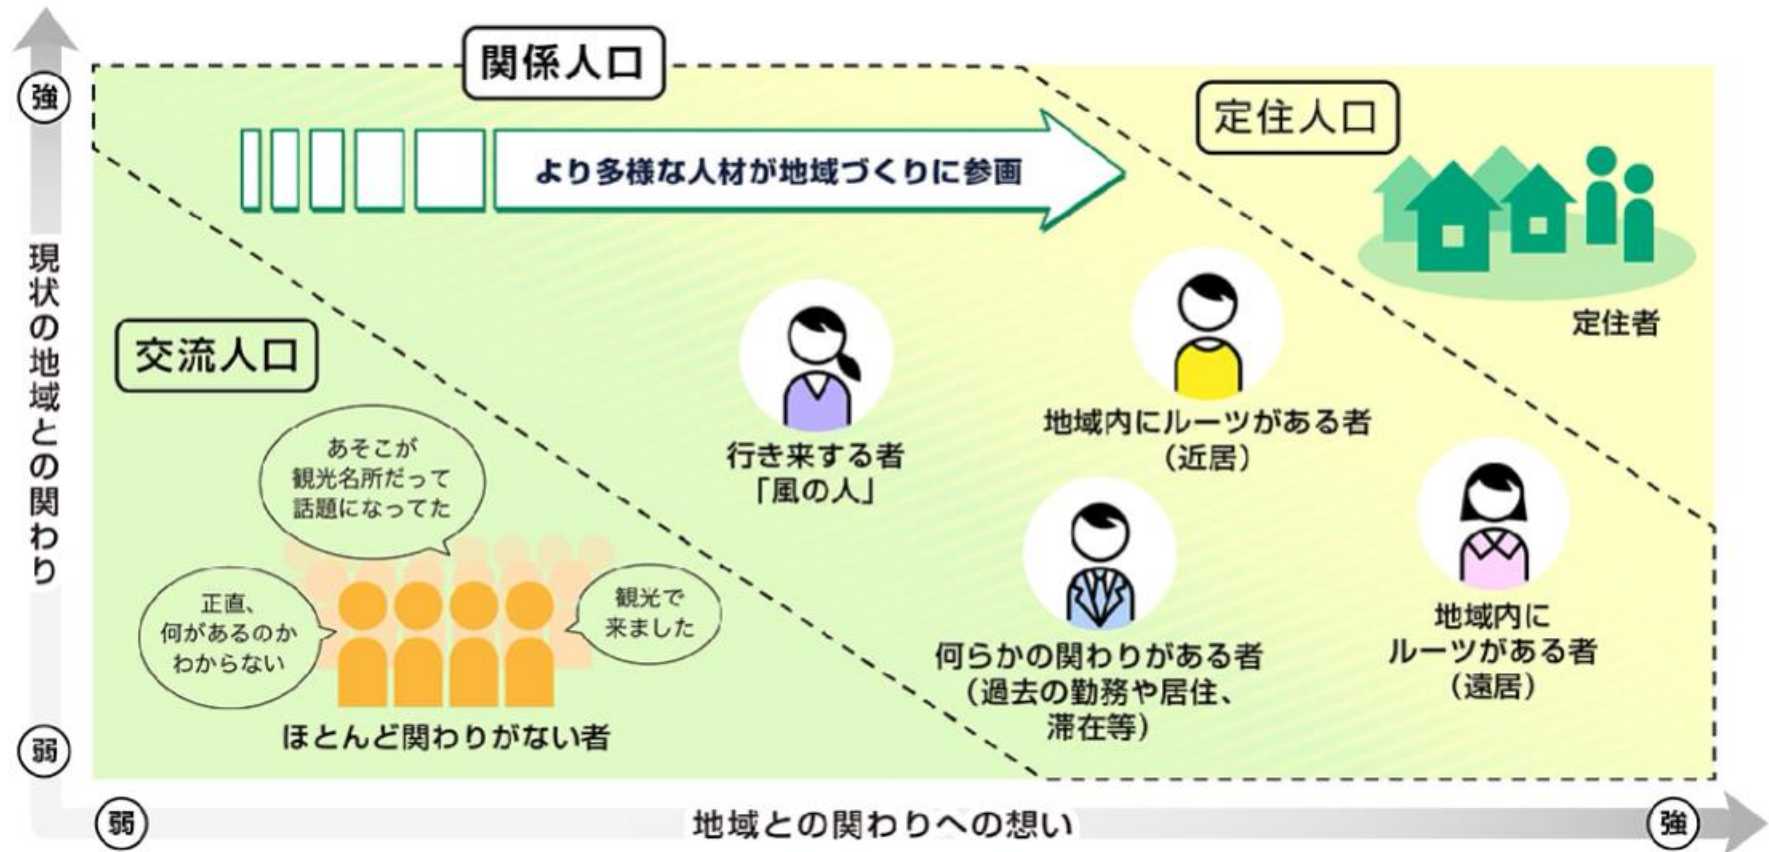 関係人口
強
定住人口
より多様な人材が地域づくりに参画
定住者
現状の地域との関わり
交流人口
地域内にルーツがある者
（近居）
行き来する者
「風の人」
あそこが
観光名所だって
話題になってた
正直、
何があるのか
わからない
観光で
来ました
地域内に
ルーツがある者
（遠居）
何らかの関わりがある者
（過去の勤務や居住、
滞在等）
ほとんど関わりがない者
弱
弱
地域との関わりへの想い
強